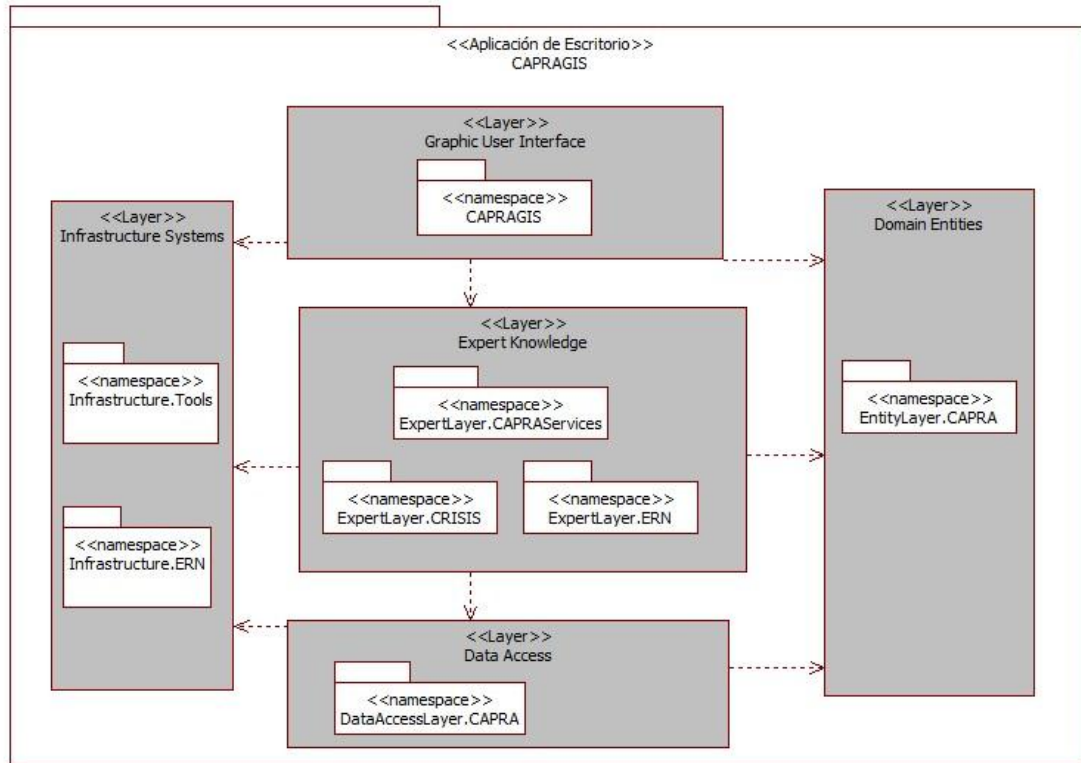 <<Aplicación de Escritorio>>
CAPRAGIS
<<Layer>>
Graphic User Interface
<<namespace>>
CAPRAGIS
<<Layer>>
Infrastructure Systems
<<namespace>>
Infrastructure.Tools
<<namespace>>
Infrastructure.ERN
<<Layer>>
Expert Knowledge
<<namespace>>
ExpertLayer.CAPRAServices
<<namespace>>
ExpertLayer.CRISIS
<<namespace>>
ExpertLayer.ERN
<<Layer>>
Domain Entities
<<namespace>>
EntityLayer.CAPRA
<<Layer>>
Data Access
<<namespace>>
DataAccessLayer.CAPRA